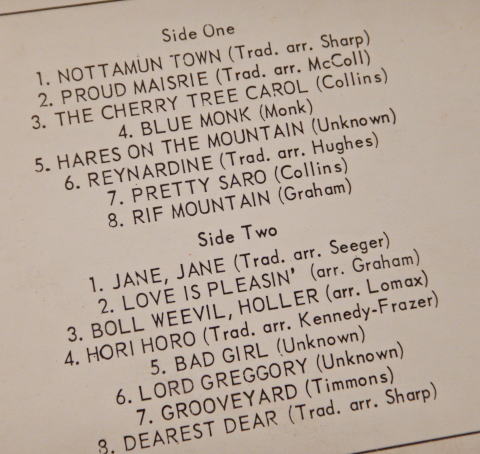 Side One
1. NOTTAMUN TOWN (Trad. arr. Sharp)
2. PROUD MAISRIE (Trad. arr. McColl)
3. THE CHERRY TREE CAROL (Collins)
4. BLUE MONK (Monk)
5. HARES ON THE MOUNTAIN (Unknown)
6. REYNARDINE (Trad. arr. Hughes)
7. PRETTY SARO (Collins)
8. RIF MOUNTAIN (Graham)
Side Two
1. JANE, JANE (Trad. arr. Seeger)
2. LOVE IS PLEASIN' (arr. Graham)
3. BOLL WEEVIL, HOLLER (arr. Lomax)
4. HORI HORO (Trad. arr. Kennedy-Frazer)
5. BAD GIRL (Unknown)
6. LORD GREGGORY (Unknown)
7. GROOVEYARD (Timmons)
8. DEAREST DEAR (Trad. arr. Sharp)